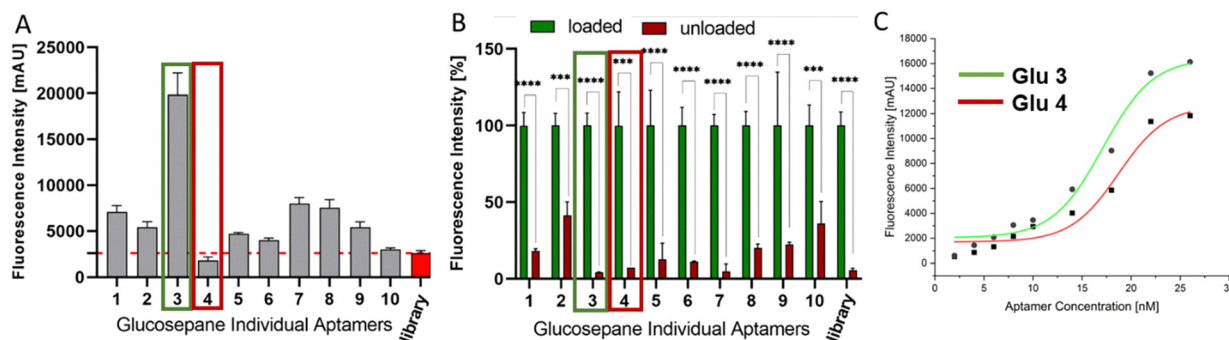 A
Fluorescence Intensity [mAU]
25000
20000
15000
10000
5000
0
1 2 3 4 5 6 7 8 9 10 library
Glucosepane Individual Aptamers
B
loaded unloaded
Fluorescence Intensity [%]
150
100
50
0
**** *** **** *** **** **** **** **** **** *** ****
1 2 3 4 5 6 7 8 9 10 library
Glucosepane Individual Aptamers
C
Fluorescence Intensity [mAU]
18000
16000
14000
12000
10000
8000
6000
4000
2000
0
Glu 3
Glu 4
0 5 10 15 20 25
Aptamer Concentration [nM]